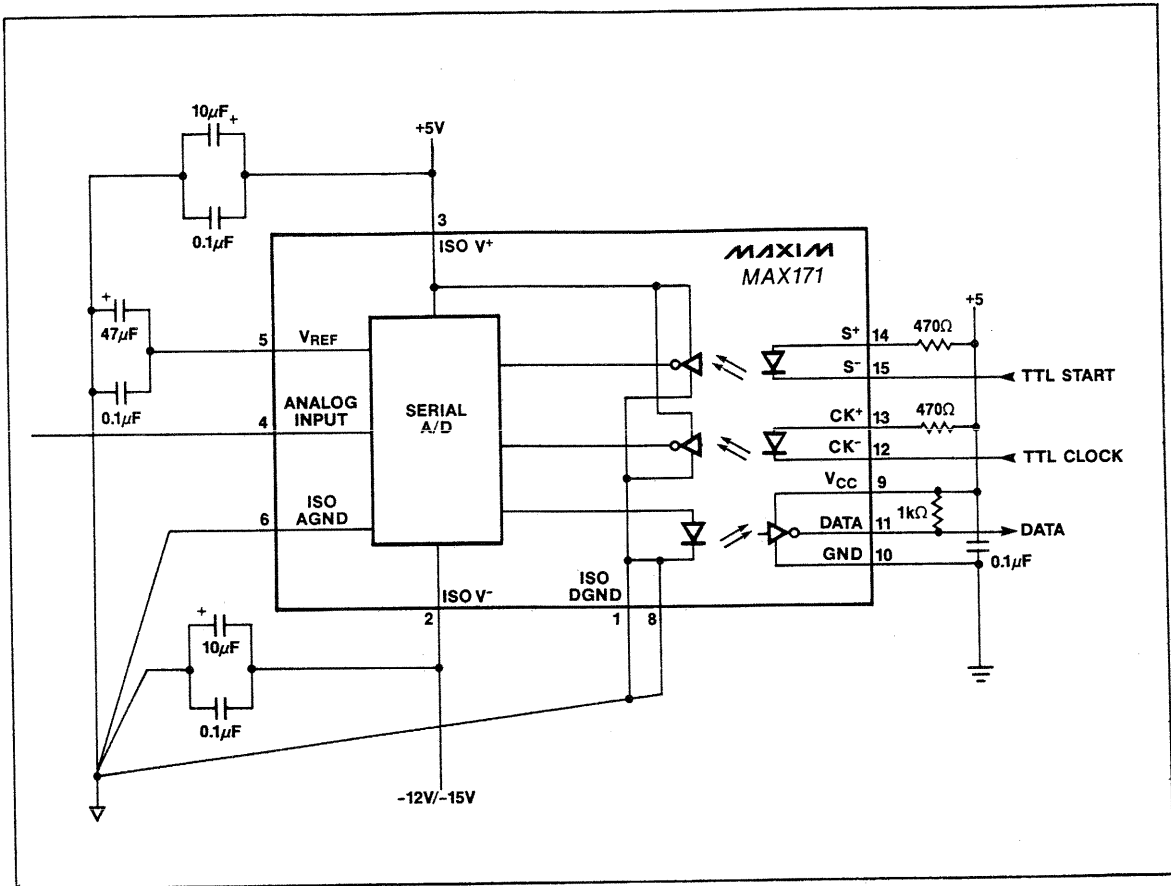 10µF
+
0.1µF
+5V
3
ISO V+
MAXIM
MAX171
+
47µF
0.1µF
5
VREF
4
ANALOG
INPUT
6
ISO
AGND
SERIAL
A/D
S+
14
470Ω
+5
S-
15
TTL START
CK+
13
470Ω
CK-
12
TTL CLOCK
VCC
9
1kΩ
DATA
11
DATA
GND
10
0.1µF
ISO
DGND
ISO V-
2
1
8
+
10µF
0.1µF
-12V/-15V